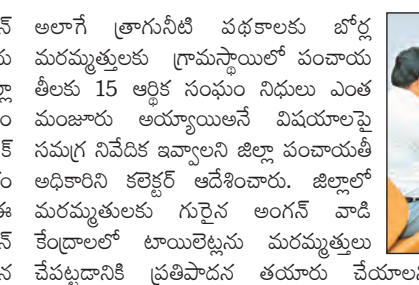 న్ అలాగే త్రాగునీటి పథకాలకు బోర్ల
మరమ్మత్తులకు గ్రామస్థాయిలో పంచాయ
తీలకు 15 ఆర్థిక సంఘం నిధులు ఎంత
మంజూరు అయ్యాయిఅనే విషయాలపై
క్ సమగ్ర నివేదిక ఇవ్వాలని జిల్లా పంచాయతీ
అధికారిని కలెక్టర్ ఆదేశించారు. జిల్లాలో
ఈ మరమ్మతులకు గురైన అంగన్ వాడి
న్ కేంద్రాలలో టాయిలెట్లను మరమ్మత్తులు
న చేపట్టడానికి ప్రతిపాదన తయారు చేయాల